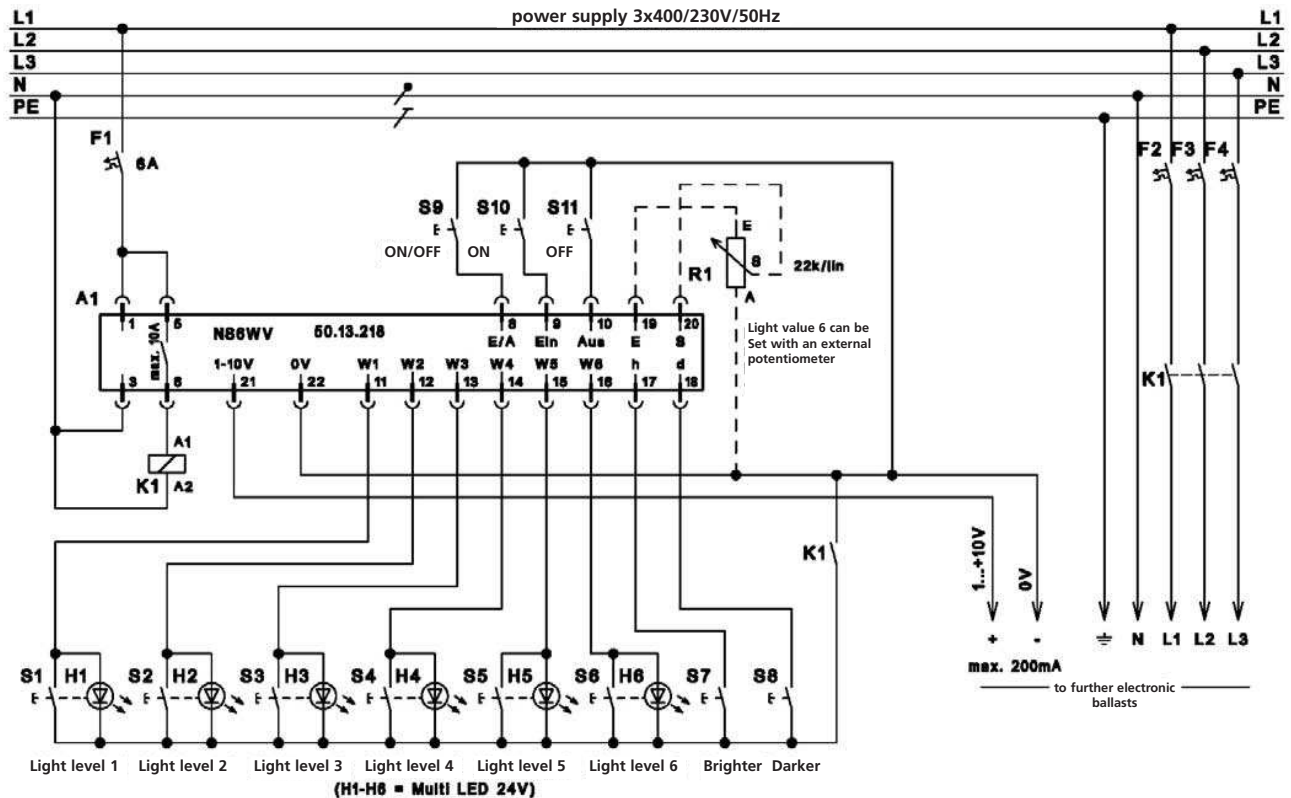 power supply 3x400/230V/50Hz
L1 L1
L2 L2
L3 L3
N N
PE PE
F1
6A
F2 F3 F4
S9 S10 S11
ON/OFF ON OFF
E
R1 S 22k/lin
A
A1
1 5 8 9 10 19 20
N86WV 50.13.218
E/A Ein Aus E S
max. 10A
1-10V 0V W1 W2 W3 W4 W5 W6 h d
3 6 21 22 11 12 13 14 15 16 17 18
Light value 6 can be
Set with an external
potentiometer
K1
A1
K1 A2
K1
1...+10V
0V
+ - N L1 L2 L3
max. 200mA
to further electronic
ballasts
S1 H1 S2 H2 S3 H3 S4 H4 S5 H5 S6 H6 S7 S8
Light level 1 Light level 2 Light level 3 Light level 4 Light level 5 Light level 6 Brighter Darker
(H1-H6 = Multi LED 24V)